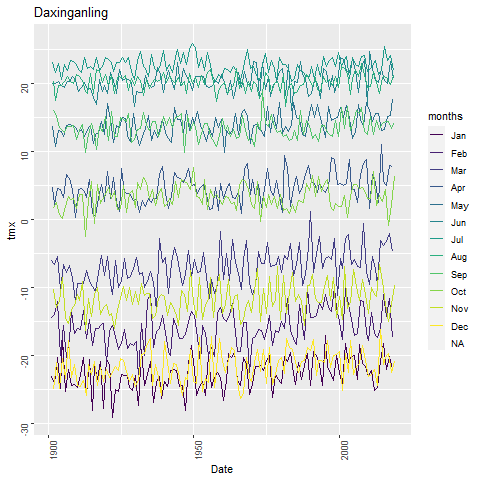 Daxinganling
months
Jan
Feb
Mar
Apr
May
Jun
Jul
Aug
Sep
Oct
Nov
Dec
NA
tmx
20
10
0
-10
-20
-30
1900
1950
2000
Date